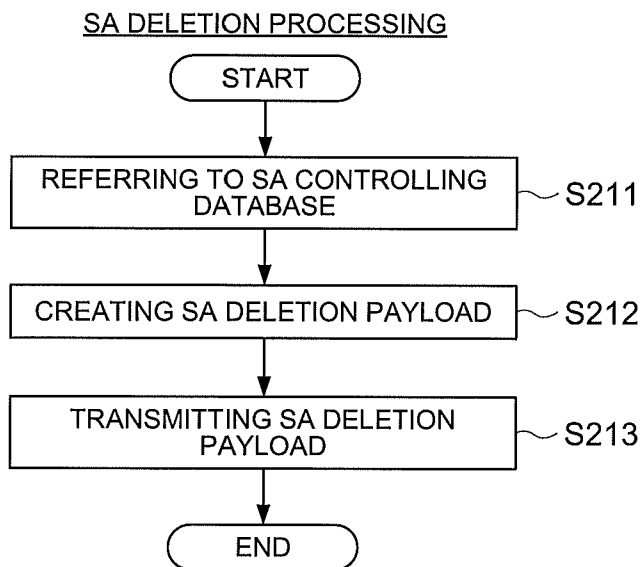 SA DELETION PROCESSING
START
REFERRING TO SA CONTROLLING
DATABASE
S211
CREATING SA DELETION PAYLOAD
S212
TRANSMITTING SA DELETION
PAYLOAD
S213
END